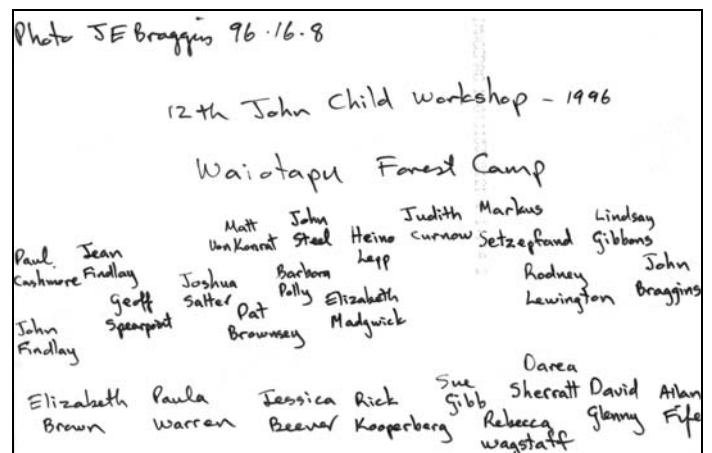 Photo JE Braggins 96.16.8
12th John Child Workshop - 1996
Waiotapu Forest Camp
Paul Cashmore
Jean Findlay
John Findlay
Geoff Spearpoint
Joshua Salter
Matt Von Konrat
Pat Brownsey
John Steel
Barbara Polly
Heino Lepp
Elizabeth Madgwick
Judith Curnow
Markus Setzepfand
Rodney Lewington
Lindsay Gibbons
John Braggins
Elizabeth Brown
Paula Warren
Jessica Beever
Rick Kooperberg
Sue Gibb
Rebecca Wagstaff
Darea Sherratt
David Glenny
Allan Fife